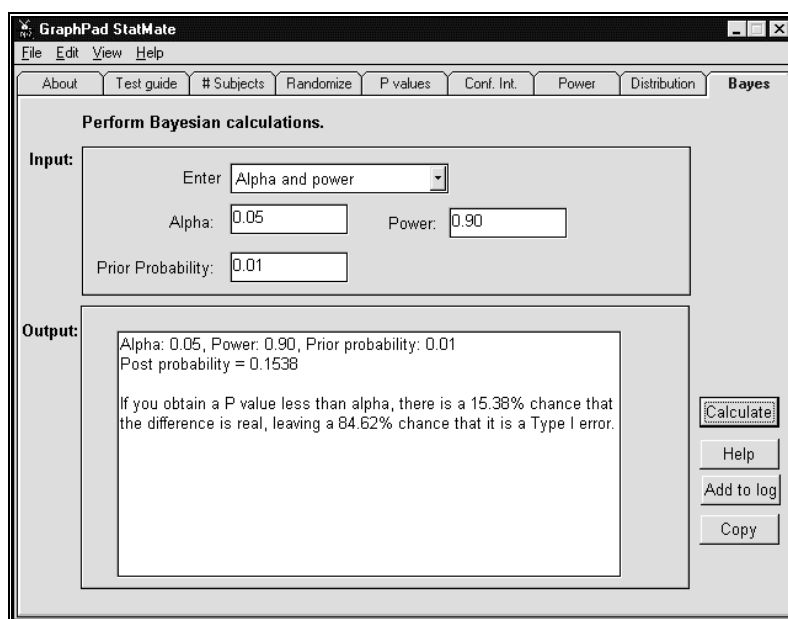 GraphPad StatMate
File Edit View Help
About Test guide # Subjects Randomize P values Conf. Int. Power Distribution Bayes
Perform Bayesian calculations.
Input:
Enter Alpha and power
Alpha: 0.05 Power: 0.90
Prior Probability: 0.01
Output:
Alpha: 0.05, Power: 0.90, Prior probability: 0.01
Post probability = 0.1538
If you obtain a P value less than alpha, there is a 15.38% chance that
the difference is real, leaving a 84.62% chance that it is a Type I error.
Calculate
Help
Add to log
Copy